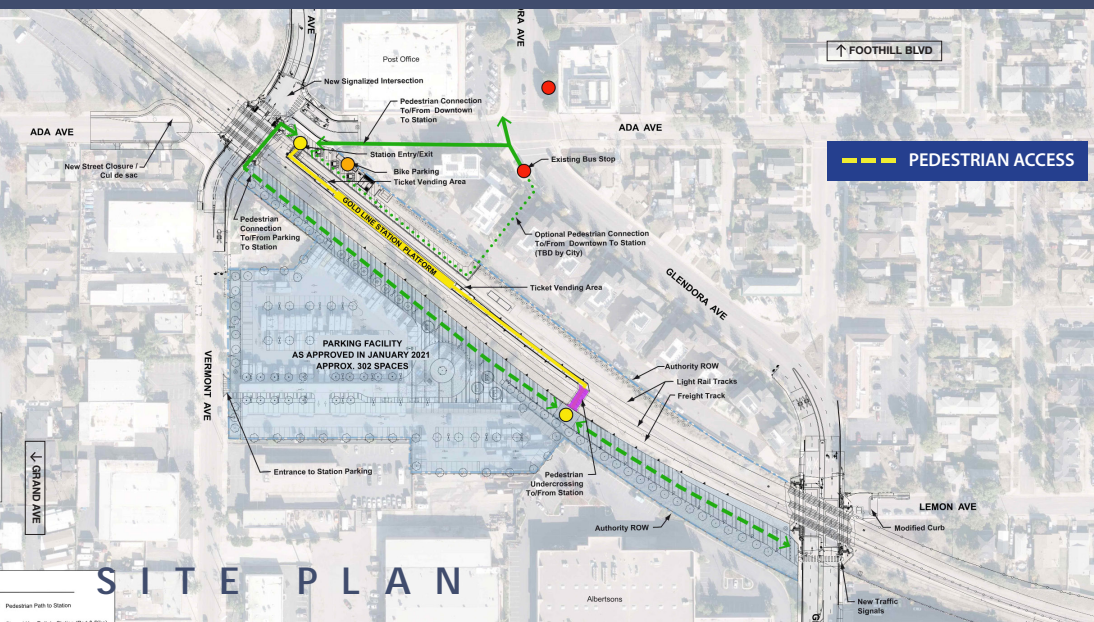 T AVE
RA AVE
↑ FOOTHILL BLVD
Post Office
New Signalized Intersection
Pedestrian Connection
To/From Downtown
To Station
ADA AVE
ADA AVE
PEDESTRIAN ACCESS
New Street Closure /
Cul de sac
Station Entry/Exit
Existing Bus Stop
Bike Parking
Ticket Vending Area
Pedestrian
Connection
To/From Parking
To Station
GOLD LINE STATION PLATFORM
Optional Pedestrian Connection
To/From Downtown To Station
(TBD by City)
Ticket Vending Area
GLENDORA AVE
PARKING FACILITY
AS APPROVED IN JANUARY 2021
APPROX. 302 SPACES
VERMONT AVE
Authority ROW
Light Rail Tracks
Freight Track
↓ GRAND AVE
Entrance to Station Parking
Pedestrian
Undercrossing
To/From Station
LEMON AVE
Modified Curb
Authority ROW
SITE PLAN
Albertsons
New Traffic
Signals
G
Pedestrian Path to Station